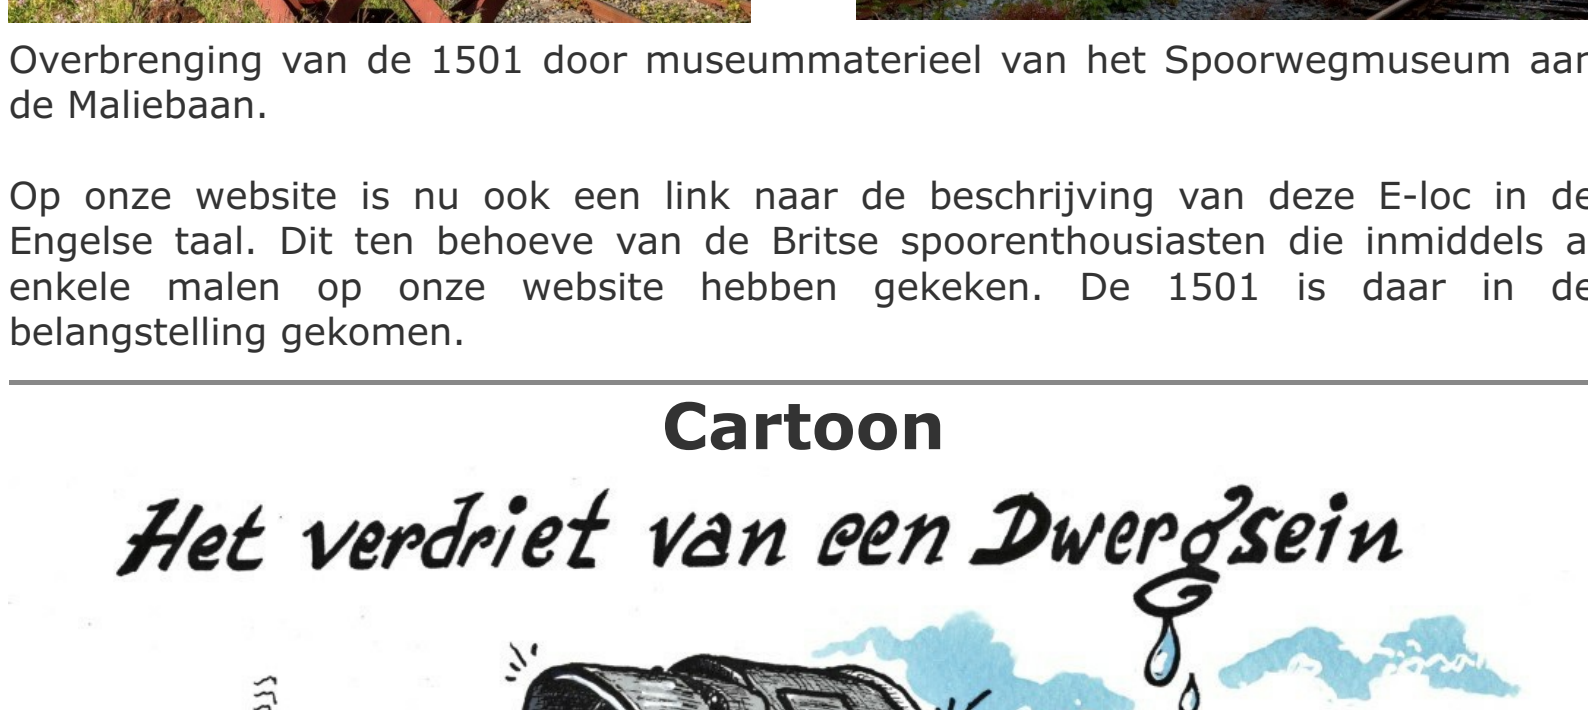 Overbrenging van de 1501 door museummaterieel van het Spoorwegmuseum aan
de Maliebaan.
Op onze website is nu ook een link naar de beschrijving van deze E-loc in de
Engelse taal. Dit ten behoeve van de Britse spoorenthousiasten die inmiddels al
enkele malen op onze website hebben gekeken. De 1501 is daar in de
belangstelling gekomen.
Cartoon
Het verdriet van een Dwergsein